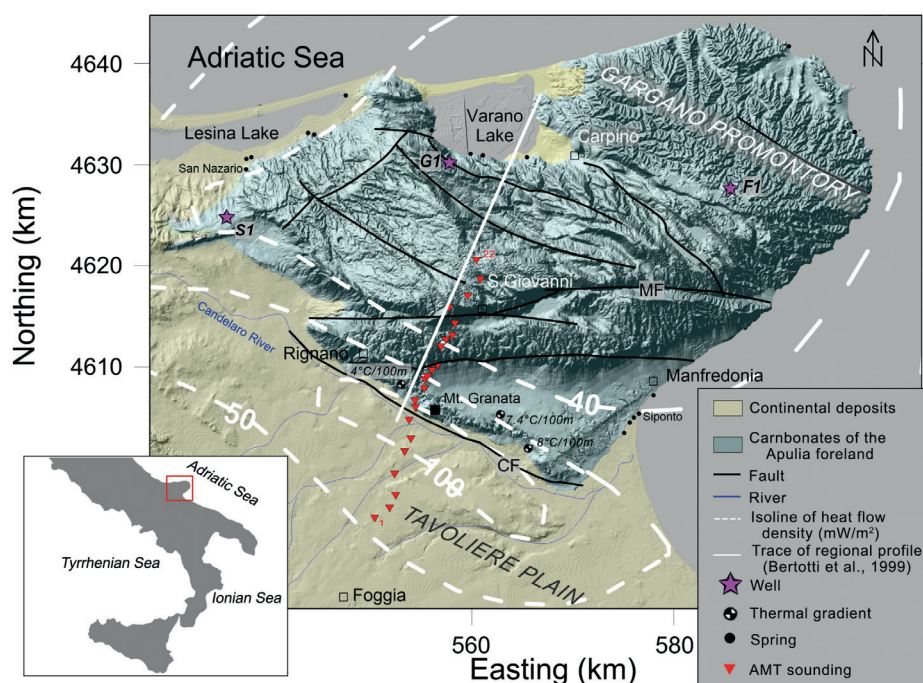 Adriatic Sea
N
GARGANO PROMONTORY
Lesina Lake
Varano
Lake
Carpino
San Nazario
G1
F1
S1
22
S Giovanni
MF
Candelaro River
Rignano
4°C/100m
Mt. Granata
Manfredonia
40
7.4°C/100m
Siponto
50
8°C/100m
CF
100
1
TAVOLIERE PLAIN
Foggia
4640
4630
4620
4610
Northing (km)
560
580
Easting (km)
Adriatic Sea
Tyrrhenian Sea
Ionian Sea
Continental deposits
Carnbonates of the
Apulia foreland
Fault
River
Isoline of heat flow
density (mW/m²)
Trace of regional profile
(Bertotti et al., 1999)
Well
Thermal gradient
Spring
AMT sounding